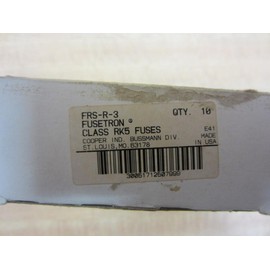 FRS-R-3 QTY. 10
FUSETRON ®
CLASS RK5 FUSES E41
COOPER IND. BUSSMANN DIV. MADE
ST. LOUIS, MO. 63178 IN USA